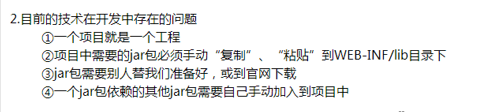 2.目前的技术在开发中存在的问题
①一个项目就是一个工程
②项目中需要的jar包必须手动“复制”、“粘贴”到WEB-INF/lib目录下
③jar包需要别人替我们准备好，或到官网下载
④一个jar包依赖的其他jar包需要自己手动加入到项目中